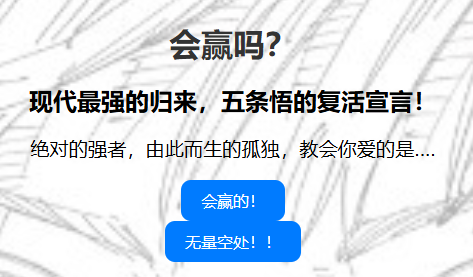 会赢吗？
现代最强的归来，五条悟的复活宣言！
绝对的强者，由此而生的孤独，教会你爱的是....
会赢的！
无量空处！！